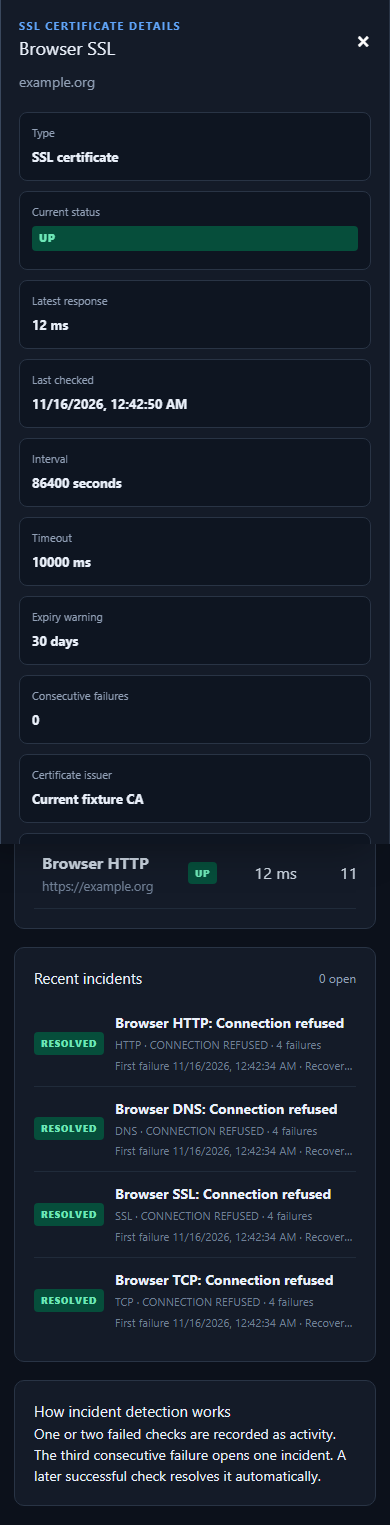 SSL CERTIFICATE DETAILS
Browser SSL
×
example.org
Type
SSL certificate
Current status
UP
Latest response
12 ms
Last checked
11/16/2026, 12:42:50 AM
Interval
86400 seconds
Timeout
10000 ms
Expiry warning
30 days
Consecutive failures
0
Certificate issuer
Current fixture CA
Browser HTTP UP 12 ms 11
https://example.org
Recent incidents 0 open
Browser HTTP: Connection refused
RESOLVED HTTP · CONNECTION REFUSED · 4 failures
First failure 11/16/2026, 12:42:34 AM · Recover...
Browser DNS: Connection refused
RESOLVED DNS · CONNECTION REFUSED · 4 failures
First failure 11/16/2026, 12:42:34 AM · Recover...
Browser SSL: Connection refused
RESOLVED SSL · CONNECTION REFUSED · 4 failures
First failure 11/16/2026, 12:42:34 AM · Recover...
Browser TCP: Connection refused
RESOLVED TCP · CONNECTION REFUSED · 4 failures
First failure 11/16/2026, 12:42:34 AM · Recover...
How incident detection works
One or two failed checks are recorded as activity.
The third consecutive failure opens one incident. A
later successful check resolves it automatically.